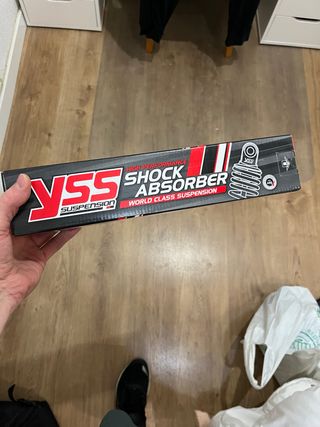 YSS
SUSPENSION
HIGH PERFORMANCE
SHOCK
ABSORBER
WORLD CLASS SUSPENSION